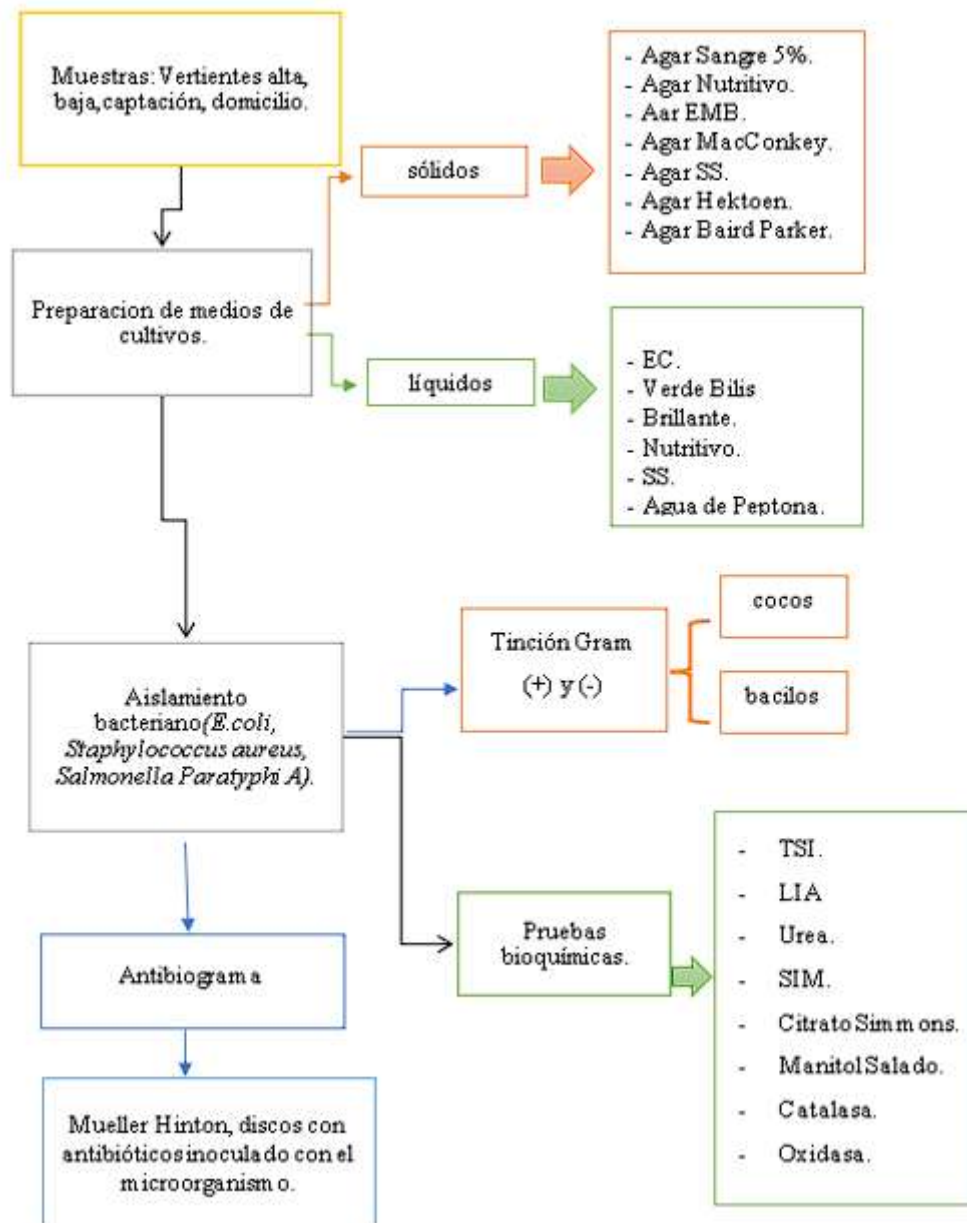 Muestras: Vertientes alta,
baja, captación, domicilio.
sólidos
- Agar Sangre 5%.
- Agar Nutritivo.
- Aar EMB.
- Agar MacConkey.
- Agar SS.
- Agar Hektoen.
- Agar Baird Parker.
Preparacion de medios de
cultivos.
líquidos
- EC.
- Verde Bilis
- Brillante.
- Nutritivo.
- SS.
- Agua de Peptona.
Aislamiento
bacteriano(E.coli,
Staphylococcus aureus,
Salmonella Paratyphi A).
Tinción Gram
(+) y (-)
cocos
bacilos
Pruebas
bioquímicas.
- TSI.
- LIA
- Urea.
- SIM.
- Citrato Simmons.
- Manitol Salado.
- Catalasa.
- Oxidasa.
Antibiograma
Mueller Hinton, discos con
antibióticos inoculado con el
microorganismo.